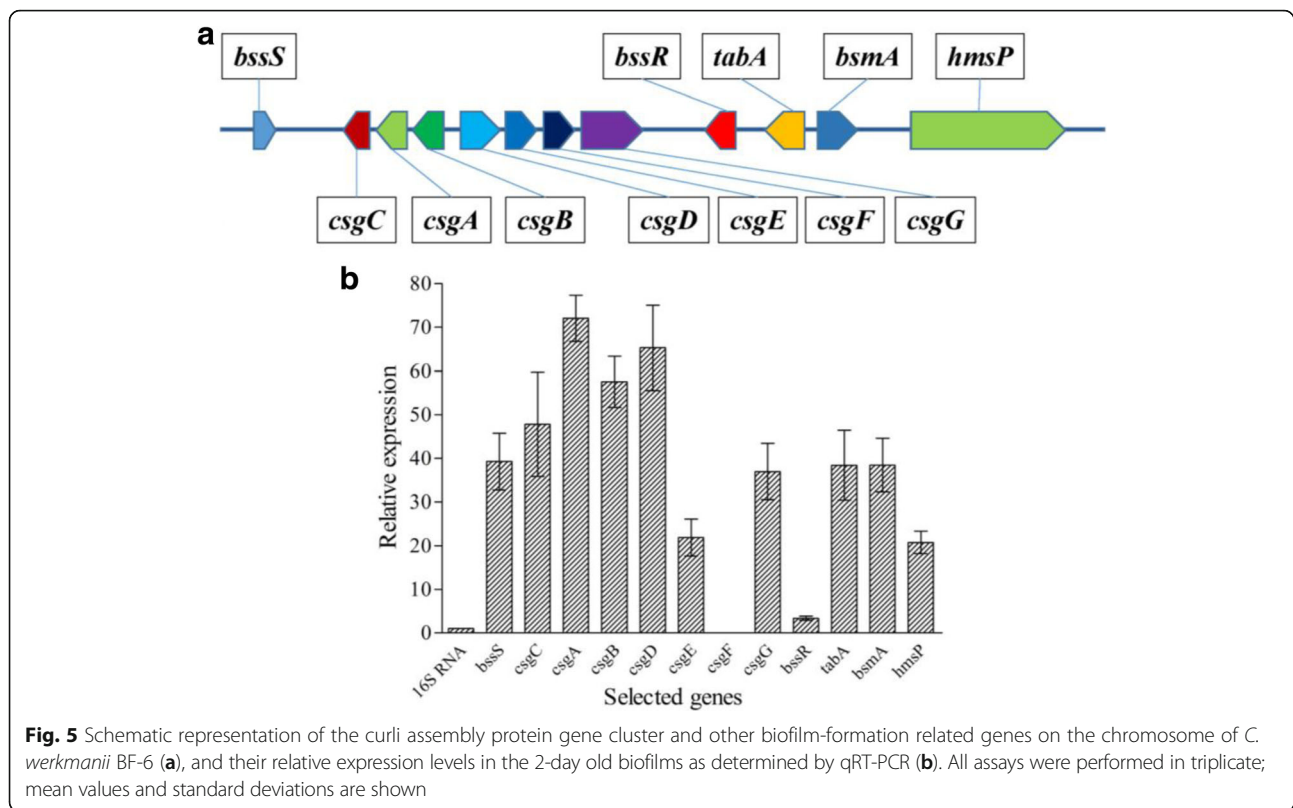 a
bssS
bssR
tabA
bsmA
hmsP
csgC
csgA
csgB
csgD
csgE
csgF
csgG
b
80
70
60
50
40
30
20
10
0
Relative expression
16S RNA
bssS
csgC
csgA
csgB
csgD
csgE
csgF
csgG
bssR
tabA
bsmA
hmsP
Selected genes
Fig. 5 Schematic representation of the curli assembly protein gene cluster and other biofilm-formation related genes on the chromosome of C.
werkmanii BF-6 (a), and their relative expression levels in the 2-day old biofilms as determined by qRT-PCR (b). All assays were performed in triplicate;
mean values and standard deviations are shown